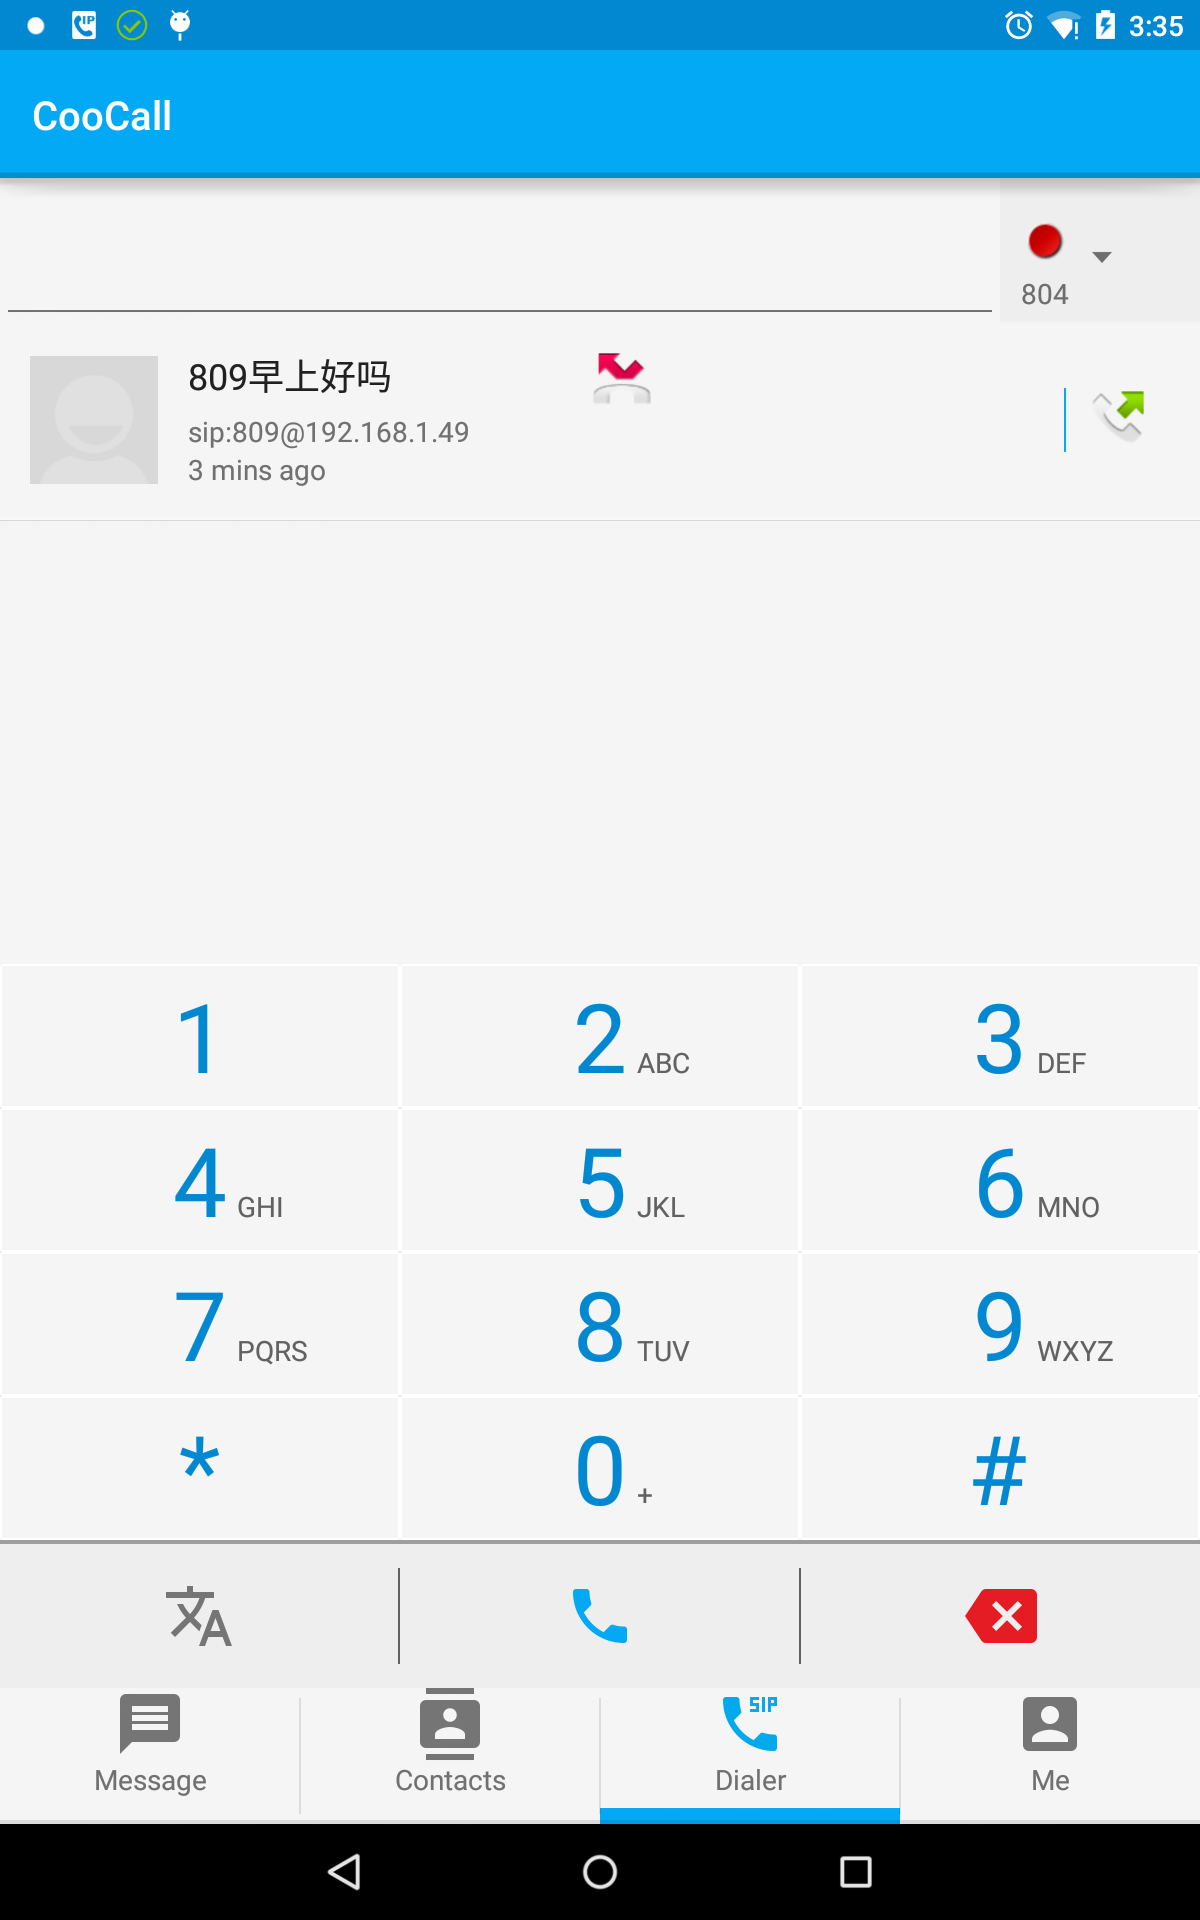 3:35
CooCall
804
809早上好吗
sip:809@192.168.1.49
3 mins ago
1
2 ABC
3 DEF
4 GHI
5 JKL
6 MNO
7 PQRS
8 TUV
9 WXYZ
*
0 +
#
SIP
Message
Contacts
Dialer
Me